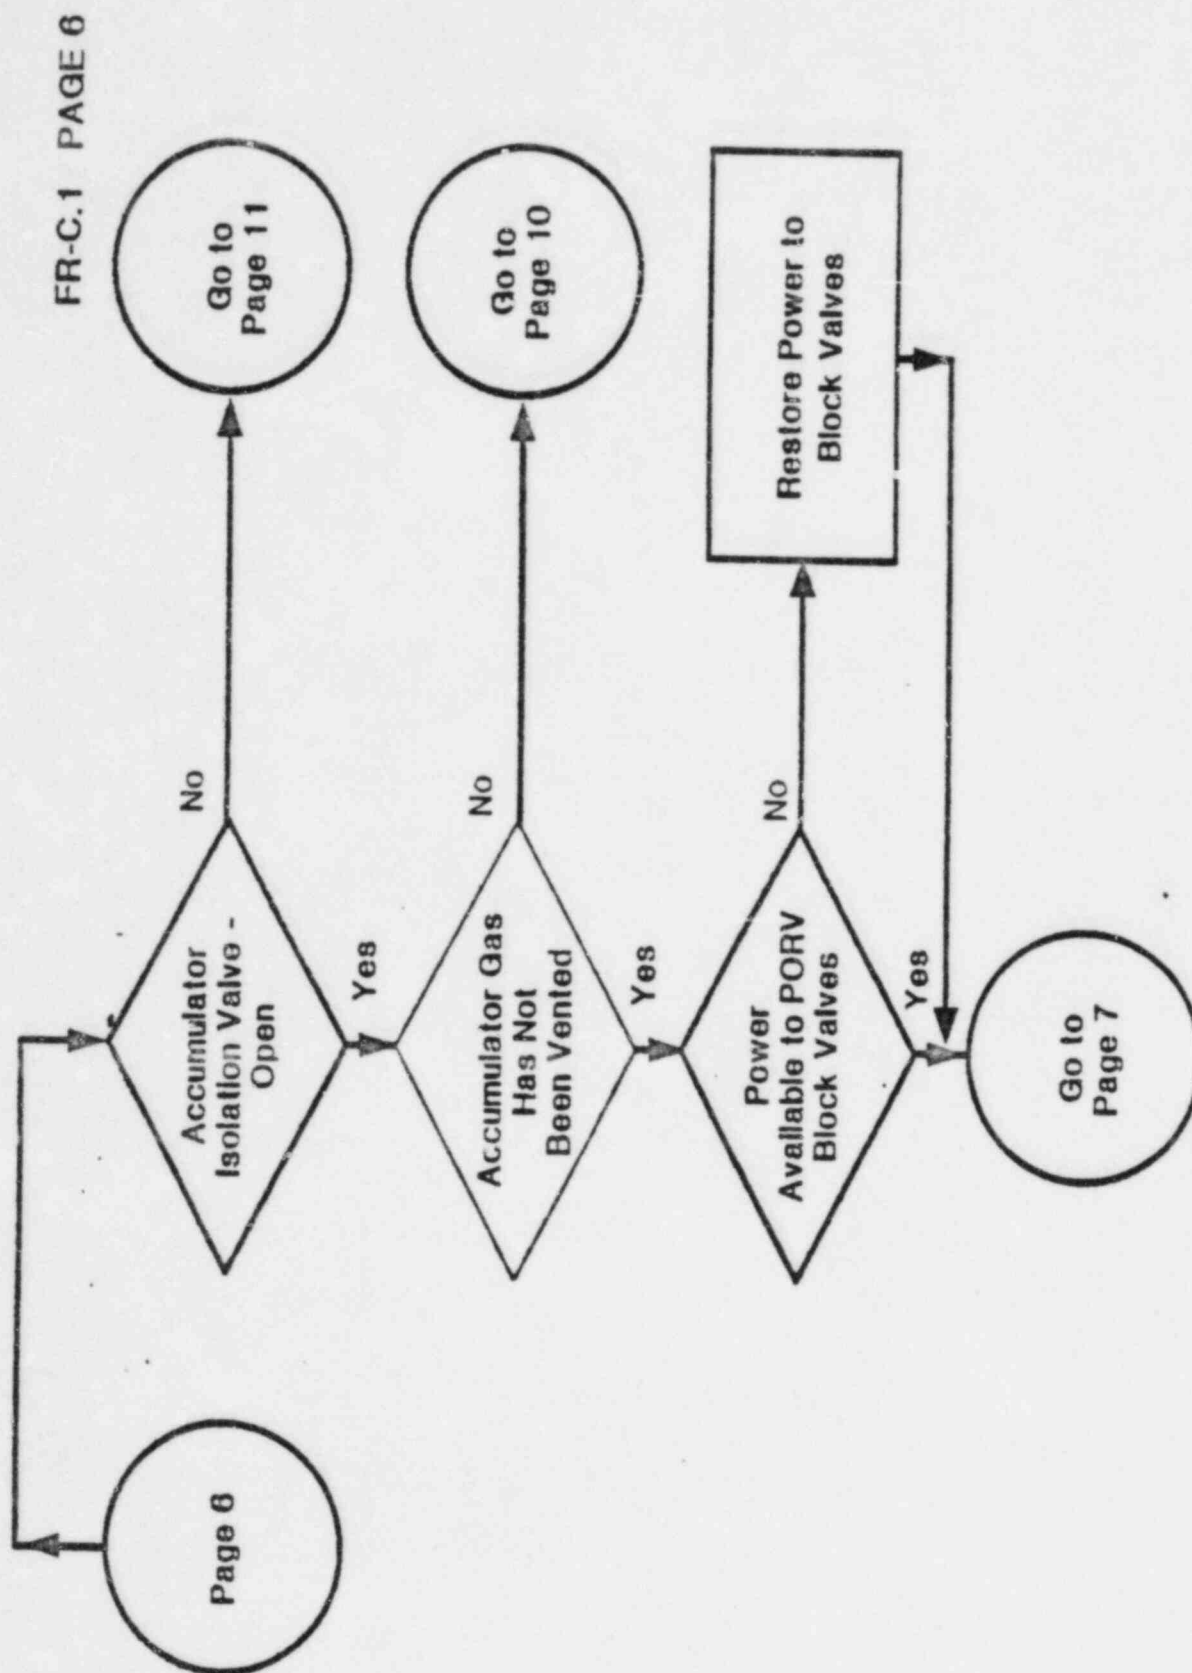 FR-C.1 PAGE 6
Page 6
Accumulator
Isolation Valve -
Open
No
Go to
Page 11
Yes
Accumulator Gas
Has Not
Been Vented
No
Go to
Page 10
Yes
Power
Available to PORV
Block Valves
No
Restore Power to
Block Valves
Yes
Go to
Page 7